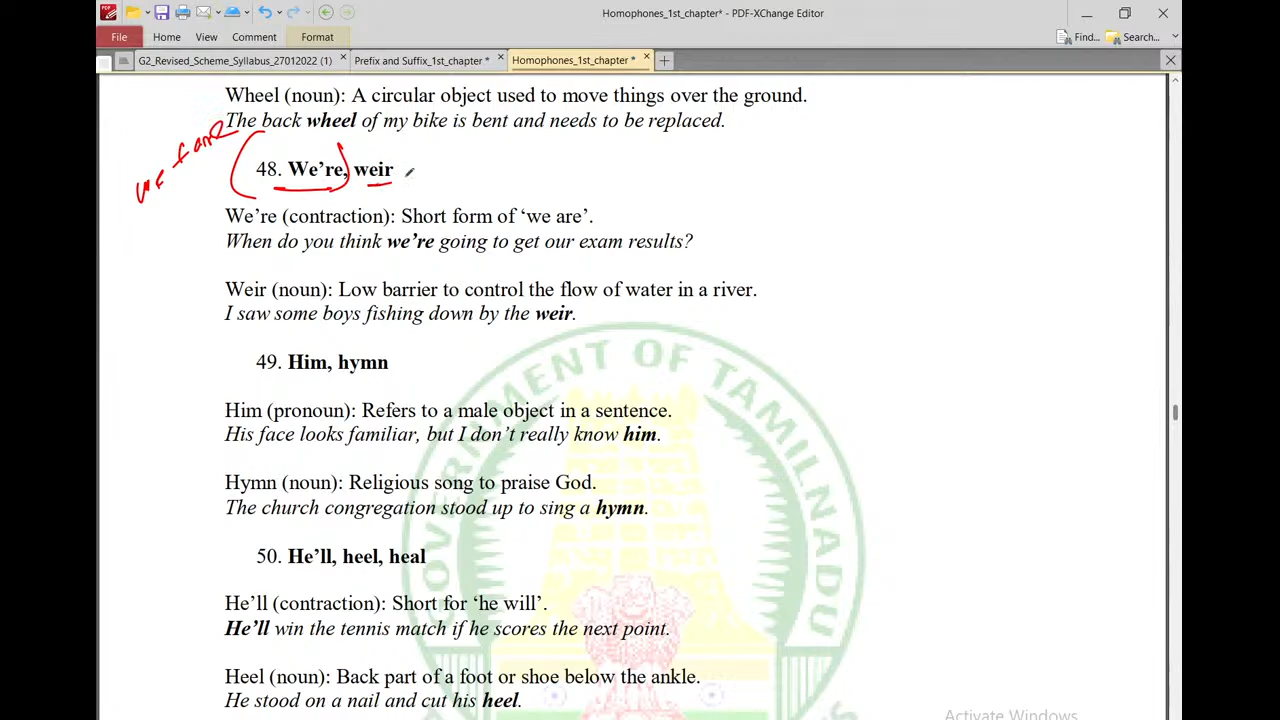 Homophones_1st_chapter* - PDF-XChange Editor
File Home View Comment Format Find... Search...
G2_Revised_Scheme_Syllabus_27012022 (1) Prefix and Suffix_1st_chapter * Homophones_1st_chapter *
Wheel (noun): A circular object used to move things over the ground.
The back wheel of my bike is bent and needs to be replaced.
48. We’re, weir
We’re (contraction): Short form of ‘we are’.
When do you think we’re going to get our exam results?
Weir (noun): Low barrier to control the flow of water in a river.
I saw some boys fishing down by the weir.
49. Him, hymn
Him (pronoun): Refers to a male object in a sentence.
His face looks familiar, but I don’t really know him.
Hymn (noun): Religious song to praise God.
The church congregation stood up to sing a hymn.
50. He’ll, heel, heal
He’ll (contraction): Short for ‘he will’.
He’ll win the tennis match if he scores the next point.
Heel (noun): Back part of a foot or shoe below the ankle.
He stood on a nail and cut his heel.
GOVERNMENT OF TAMILNADU
Activate Windows